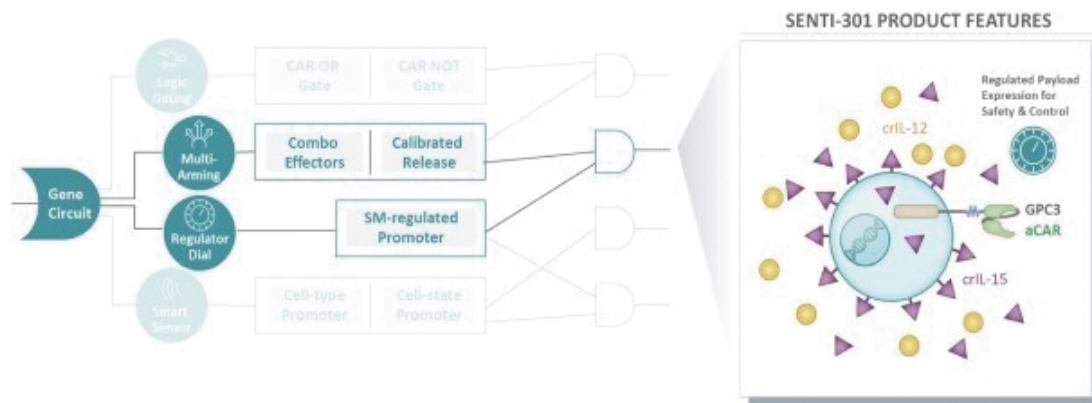 SENTI-301 PRODUCT FEATURES
Logic
Gating
CAR OR
Gate
CAR NOT
Gate
Multi-
Arming
Combo
Effectors
Calibrated
Release
Gene
Circuit
Regulator
Dial
SM-regulated
Promoter
Smart
Sensor
Cell-type
Promoter
Cell-state
Promoter
Regulated Payload
Expression for
Safety & Control
crIL-12
GPC3
aCAR
crIL-15